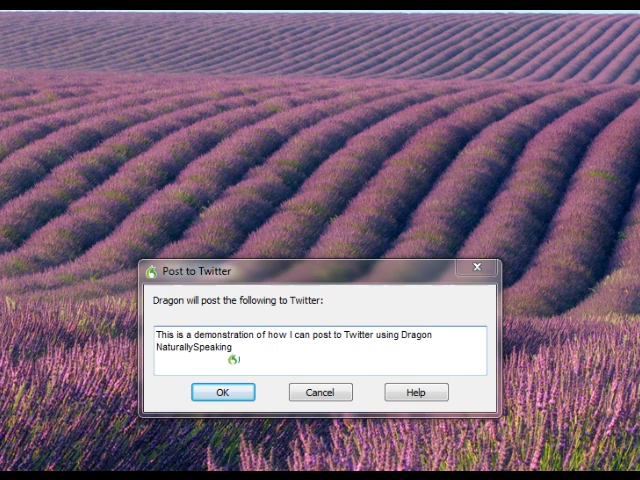 Post to Twitter
Dragon will post the following to Twitter:
This is a demonstration of how I can post to Twitter using Dragon
NaturallySpeaking
OK Cancel Help